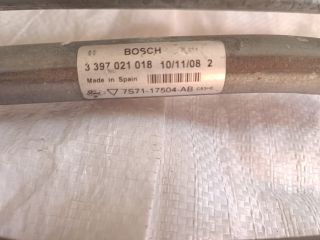 BOSCH
3 397 021 018 10/11/08 2
Made in Spain
7S71-17504-AB